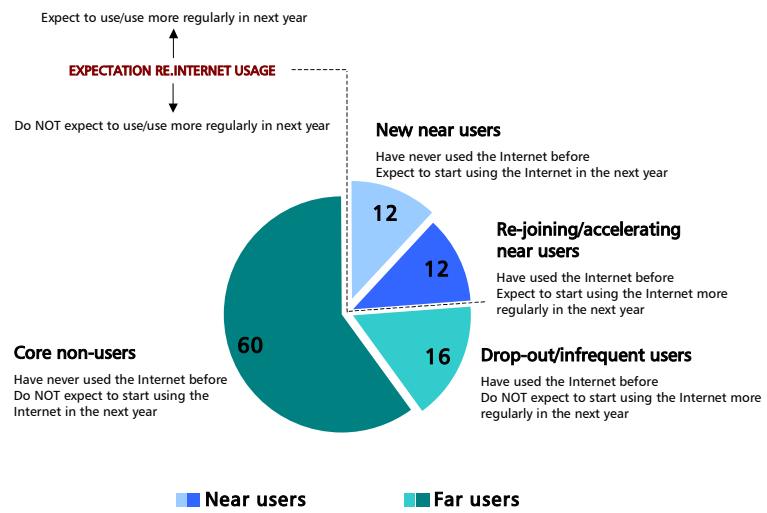 Expect to use/use more regularly in next year
EXPECTATION RE.INTERNET USAGE
Do NOT expect to use/use more regularly in next year
New near users
Have never used the Internet before
Expect to start using the Internet in the next year
12
Re-joining/accelerating
near users
Have used the Internet before
Expect to start using the Internet more
regularly in the next year
12
Drop-out/infrequent users
Have used the Internet before
Do NOT expect to start using the Internet more
regularly in the next year
16
Core non-users
Have never used the Internet before
Do NOT expect to start using the
Internet in the next year
60
Near users
Far users